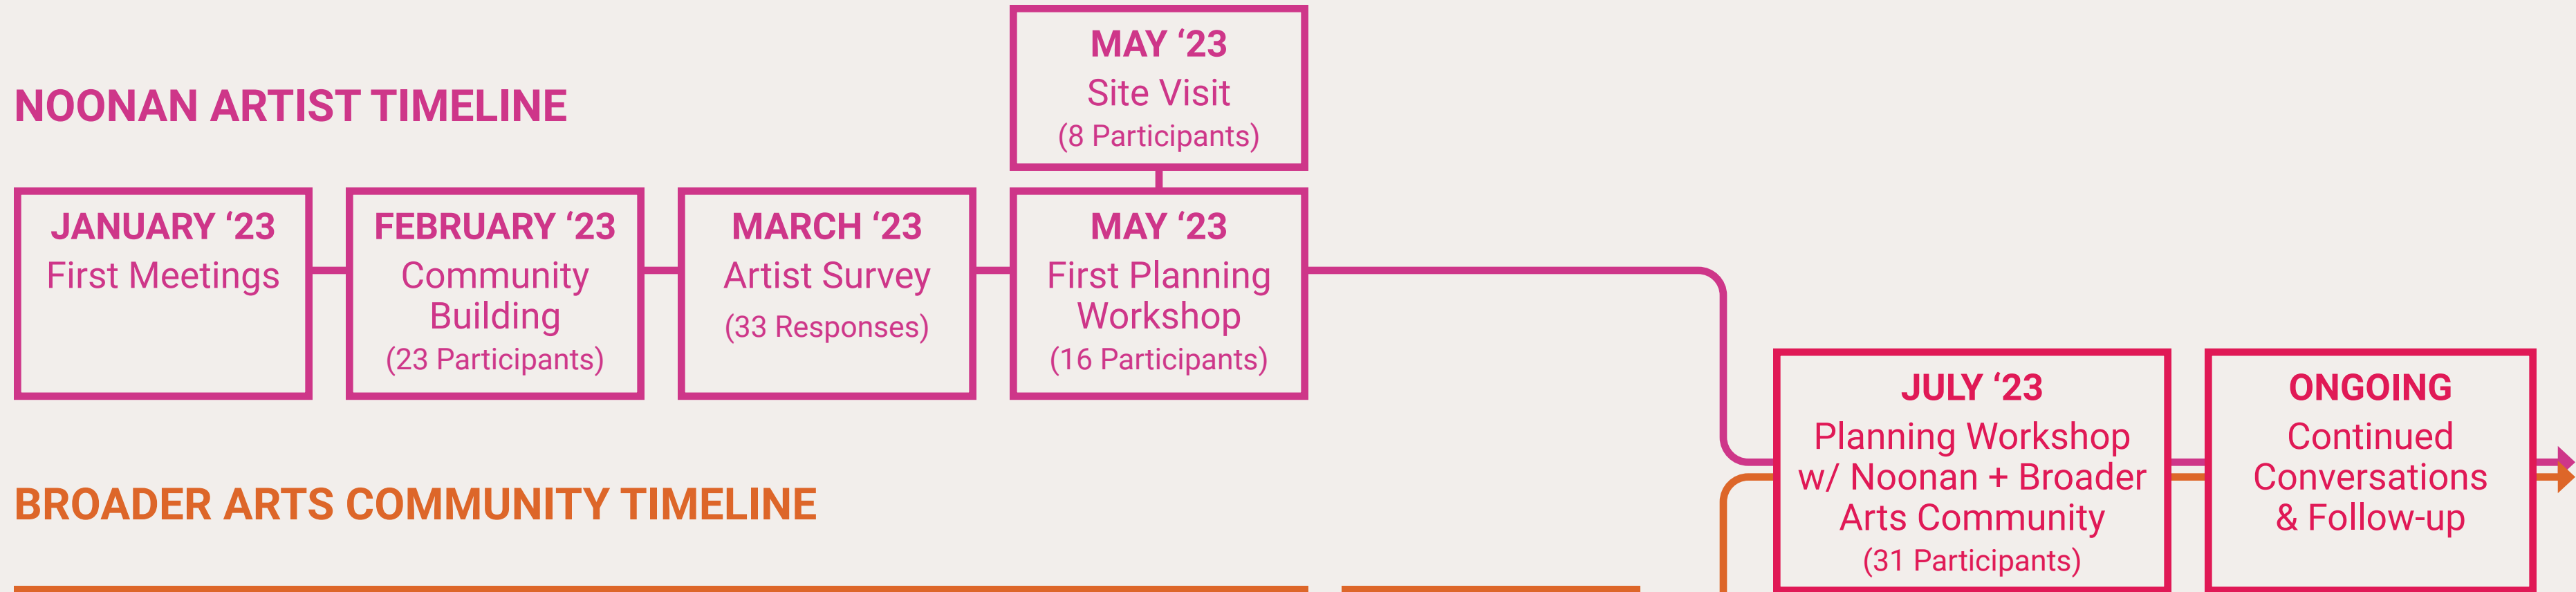 NOONAN ARTIST TIMELINE
MAY ‘23
Site Visit
(8 Participants)
JANUARY ‘23
First Meetings
FEBRUARY ‘23
Community
Building
(23 Participants)
MARCH ‘23
Artist Survey
(33 Responses)
MAY ‘23
First Planning
Workshop
(16 Participants)
JULY ‘23
Planning Workshop
w/ Noonan + Broader
Arts Community
(31 Participants)
ONGOING
Continued
Conversations
& Follow-up
BROADER ARTS COMMUNITY TIMELINE